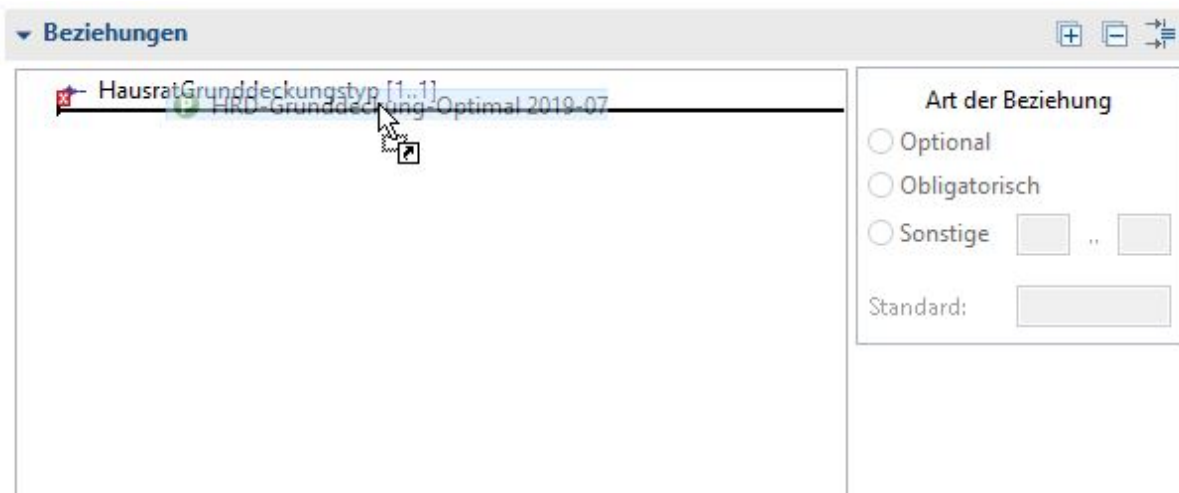 Beziehungen
HausratGrunddeckungstyp [1..1]
HRD-Grunddeckung-Optimal 2019-07
Art der Beziehung
Optional
Obligatorisch
Sonstige ..
Standard: